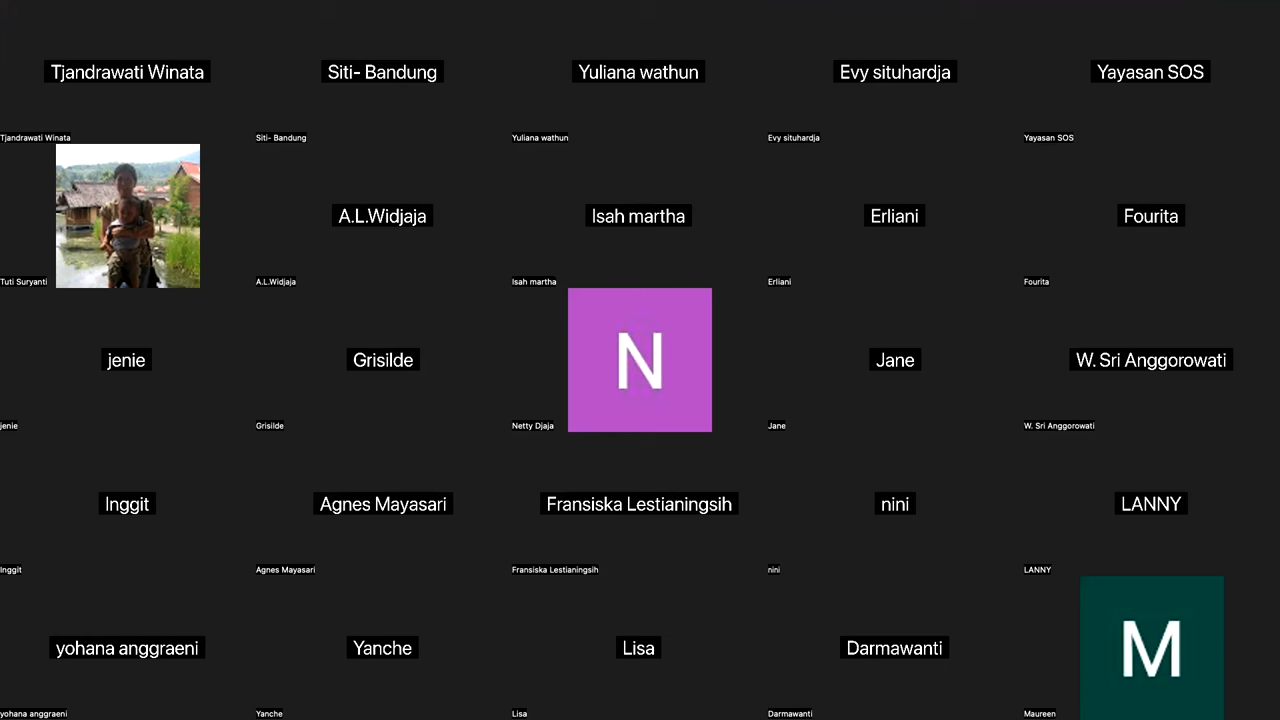 Tjandrawati Winata
Siti- Bandung
Yuliana wathun
Evy situhardja
Yayasan SOS
Tjandrawati Winata
Siti- Bandung
Yuliana wathun
Evy situhardja
Yayasan SOS
A.L.Widjaja
Isah martha
Erliani
Fourita
Tuti Suryanti
A.L.Widjaja
Isah martha
Erliani
Fourita
jenie
Grisilde
N
Jane
W. Sri Anggorowati
jenie
Grisilde
Netty Djaja
Jane
W. Sri Anggorowati
Inggit
Agnes Mayasari
Fransiska Lestianingsih
nini
LANNY
Inggit
Agnes Mayasari
Fransiska Lestianingsih
nini
LANNY
yohana anggraeni
Yanche
Lisa
Darmawanti
M
yohana anggraeni
Yanche
Lisa
Darmawanti
Maureen